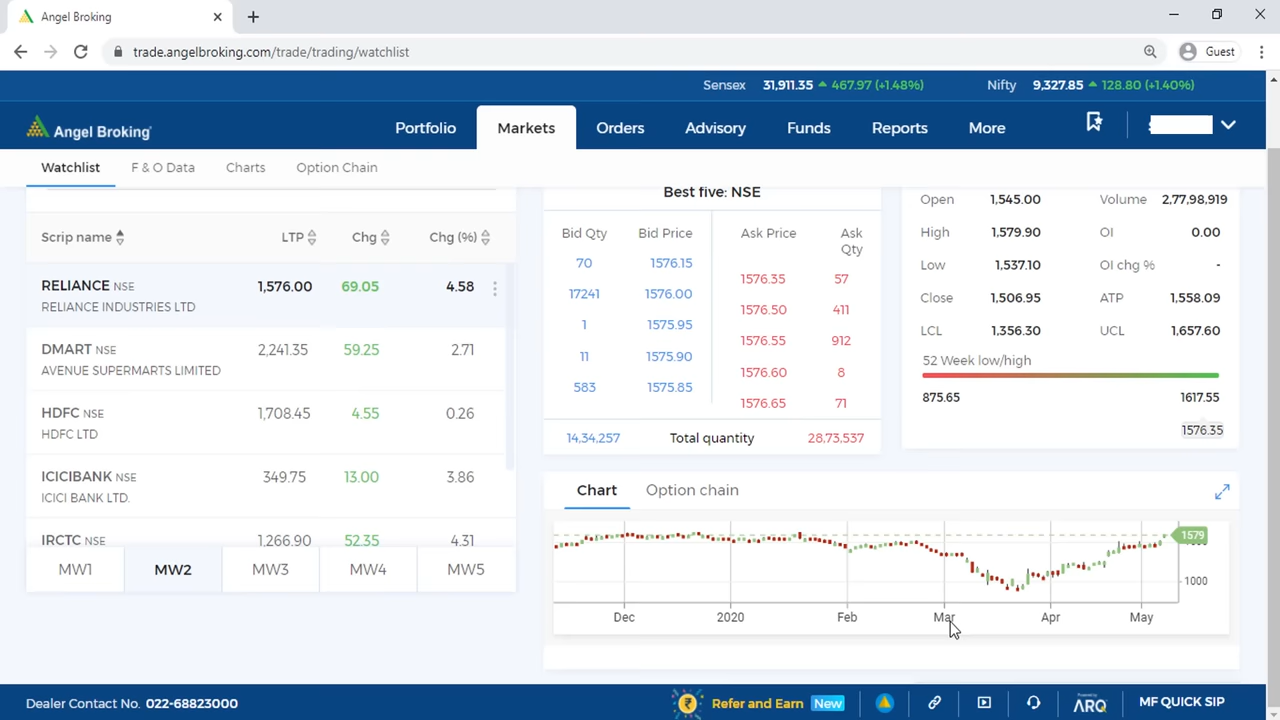 Angel Broking
trade.angelbroking.com/trade/trading/watchlist
Guest
Sensex 31,911.35 467.97 (+1.48%) Nifty 9,327.85 128.80 (+1.40%)
Angel Broking
Portfolio Markets Orders Advisory Funds Reports More
Watchlist F & O Data Charts Option Chain
Scrip name LTP Chg Chg (%)
RELIANCE NSE 1,576.00 69.05 4.58
RELIANCE INDUSTRIES LTD
DMART NSE 2,241.35 59.25 2.71
AVENUE SUPERMARTS LIMITED
HDFC NSE 1,708.45 4.55 0.26
HDFC LTD
ICICIBANK NSE 349.75 13.00 3.86
ICICI BANK LTD.
IRCTC NSE 1,266.90 52.35 4.31
MW1 MW2 MW3 MW4 MW5
Best five: NSE
Bid Qty Bid Price Ask Price Ask
Qty
70 1576.15 1576.35 57
17241 1576.00 1576.50 411
1 1575.95 1576.55 912
11 1575.90 1576.60 8
583 1575.85 1576.65 71
14,34,257 Total quantity 28,73,537
Open 1,545.00 Volume 2,77,98,919
High 1,579.90 OI 0.00
Low 1,537.10 OI chg % -
Close 1,506.95 ATP 1,558.09
LCL 1,356.30 UCL 1,657.60
52 Week low/high
875.65 1617.55
1576.35
Chart Option chain
1579
1000
Dec 2020 Feb Mar Apr May
Dealer Contact No. 022-68823000
Refer and Earn New
Powered by
ARQ
MF QUICK SIP